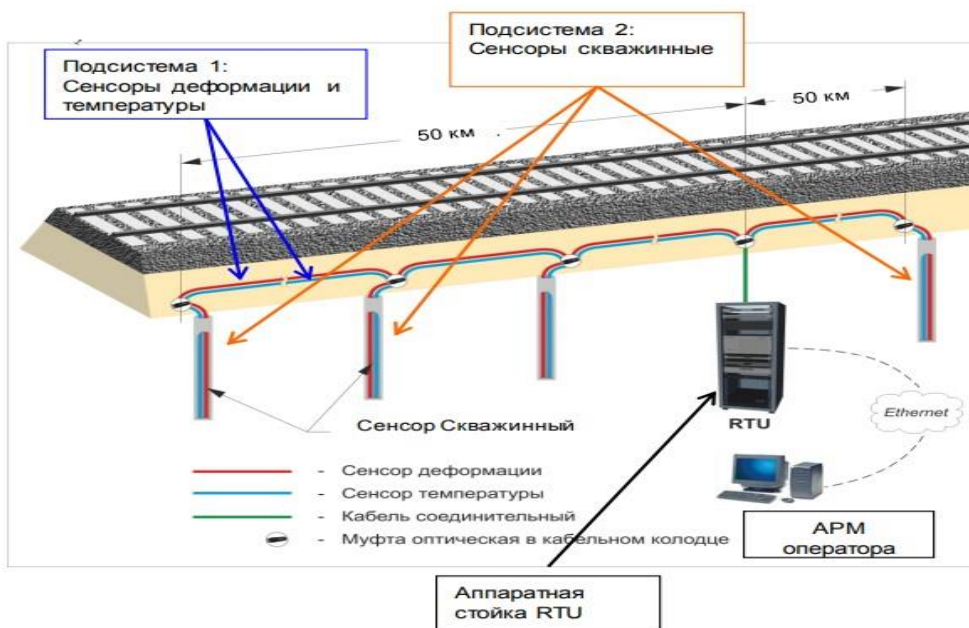 Подсистема 1:
Сенсоры деформации и
температуры
Подсистема 2:
Сенсоры скважинные
50 км
50 км
Сенсор Скважинный
RTU
Ethernet
- Сенсор деформации
- Сенсор температуры
- Кабель соединительный
- Муфта оптическая в кабельном колодце
АРМ
оператора
Аппаратная
стойка RTU